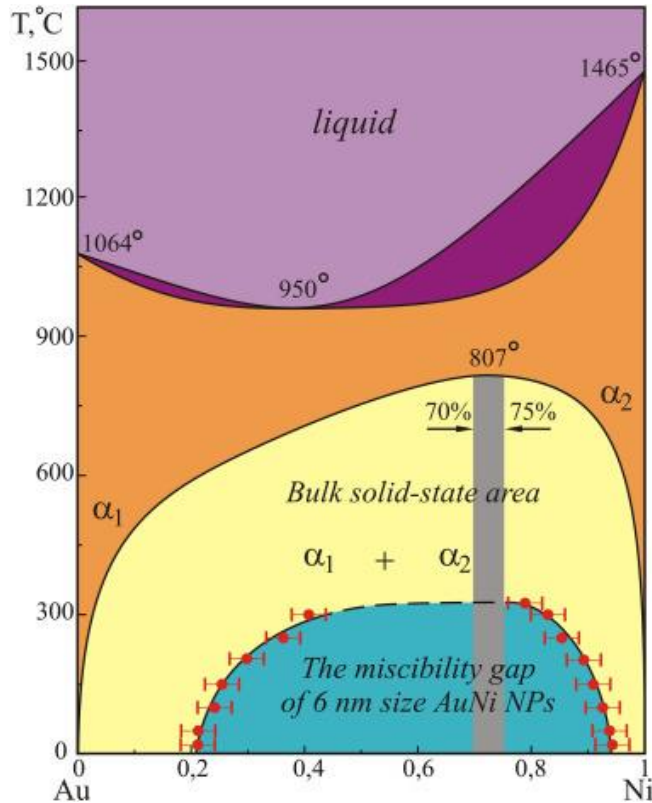 T,°C
1500
1465°
liquid
1200
1064°
950°
900
807°
α₂
70% 75%
600
Bulk solid-state area
α₁
α₁ + α₂
300
The miscibility gap
of 6 nm size AuNi NPs
0
0 0,2 0,4 0,6 0,8 1
Au Ni